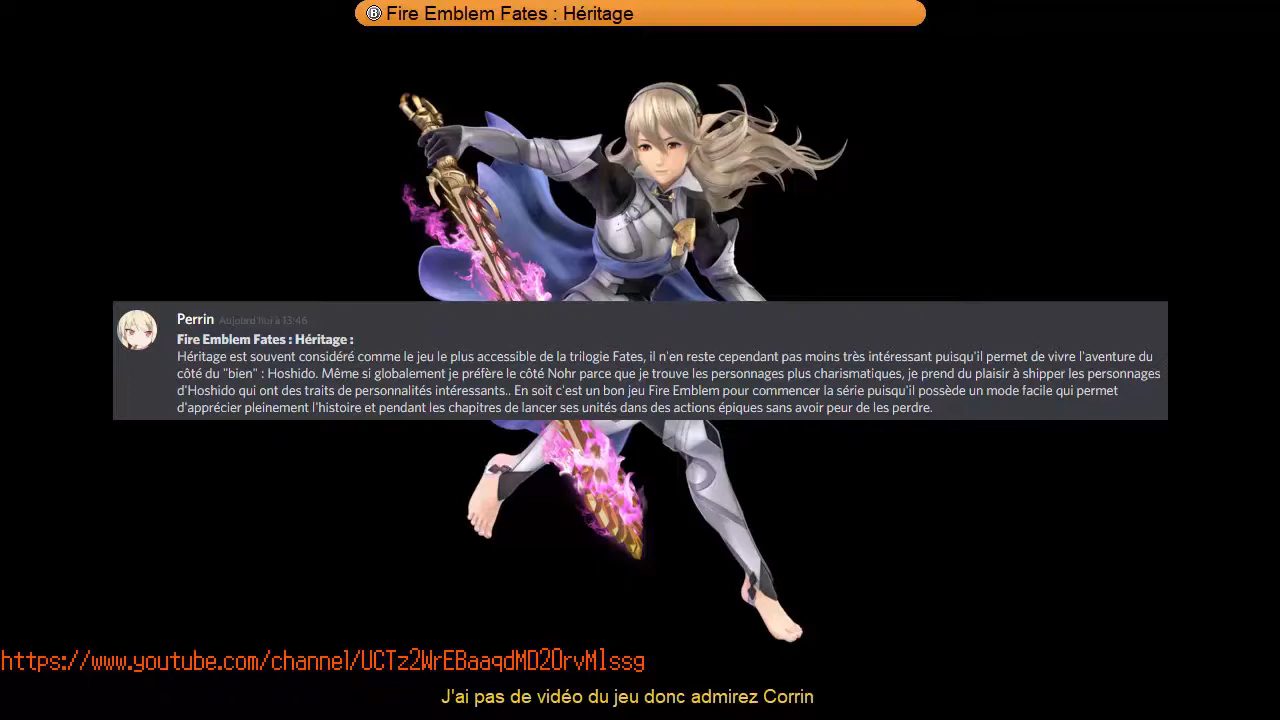 Ⓑ Fire Emblem Fates : Héritage
Perrin Aujourd'hui à 13:46
Fire Emblem Fates : Héritage :
Héritage est souvent considéré comme le jeu le plus accessible de la trilogie Fates, il n'en reste cependant pas moins très intéressant puisqu'il permet de vivre l'aventure du
côté du "bien" : Hoshido. Même si globalement je préfère le côté Nohr parce que je trouve les personnages plus charismatiques, je prend du plaisir à shipper les personnages
d'Hoshido qui ont des traits de personnalités intéressants.. En soit c'est un bon jeu Fire Emblem pour commencer la série puisqu'il possède un mode facile qui permet
d'apprécier pleinement l'histoire et pendant les chapitres de lancer ses unités dans des actions épiques sans avoir peur de les perdre.
https://www.youtube.com/channel/UCTz2WrEBaaqdMD2OrvMlssg
J'ai pas de vidéo du jeu donc admirez Corrin